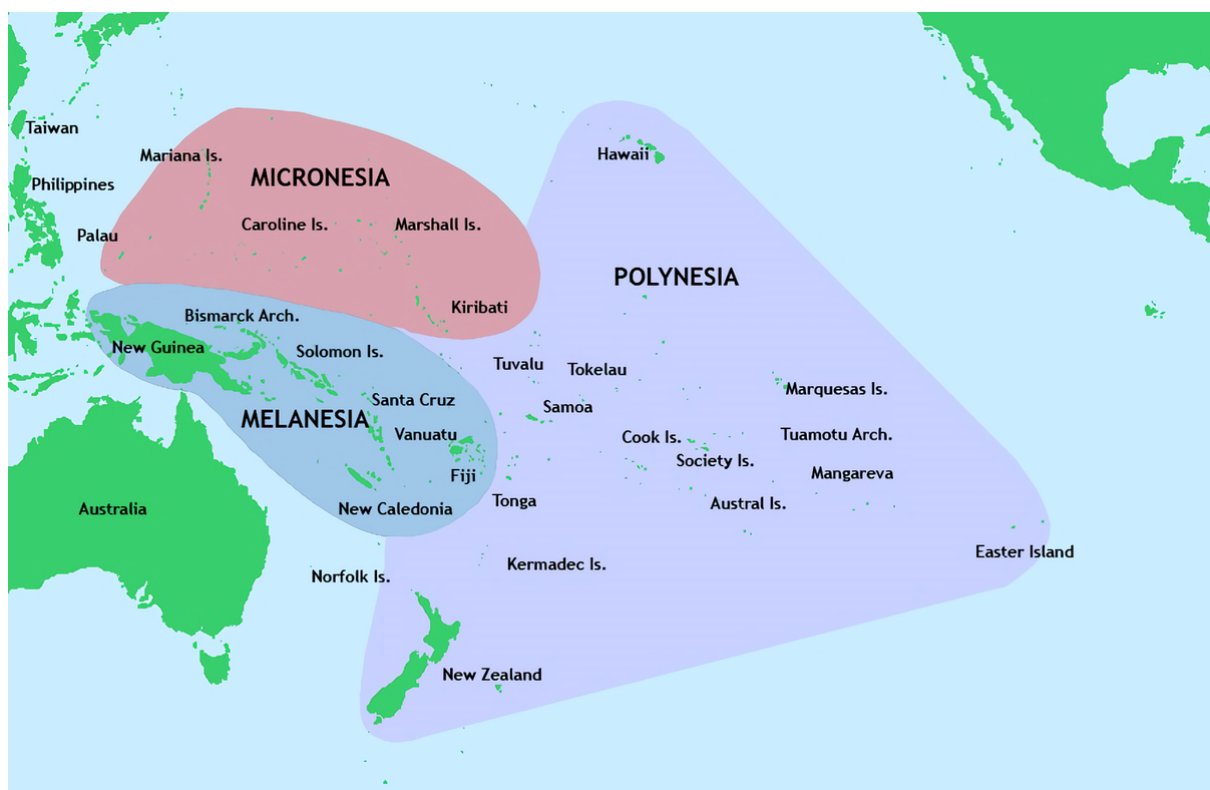 Taiwan
Hawaii
Mariana Is.
MICRONESIA
Philippines
Caroline Is.
Marshall Is.
Palau
POLYNESIA
Kiribati
Bismarck Arch.
New Guinea
Solomon Is.
Tuvalu
Tokelau
Marquesas Is.
Santa Cruz
Samoa
MELANESIA
Vanuatu
Cook Is.
Tuamotu Arch.
Society Is.
Fiji
Mangareva
Tonga
Austral Is.
Australia
New Caledonia
Easter Island
Kermadec Is.
Norfolk Is.
New Zealand